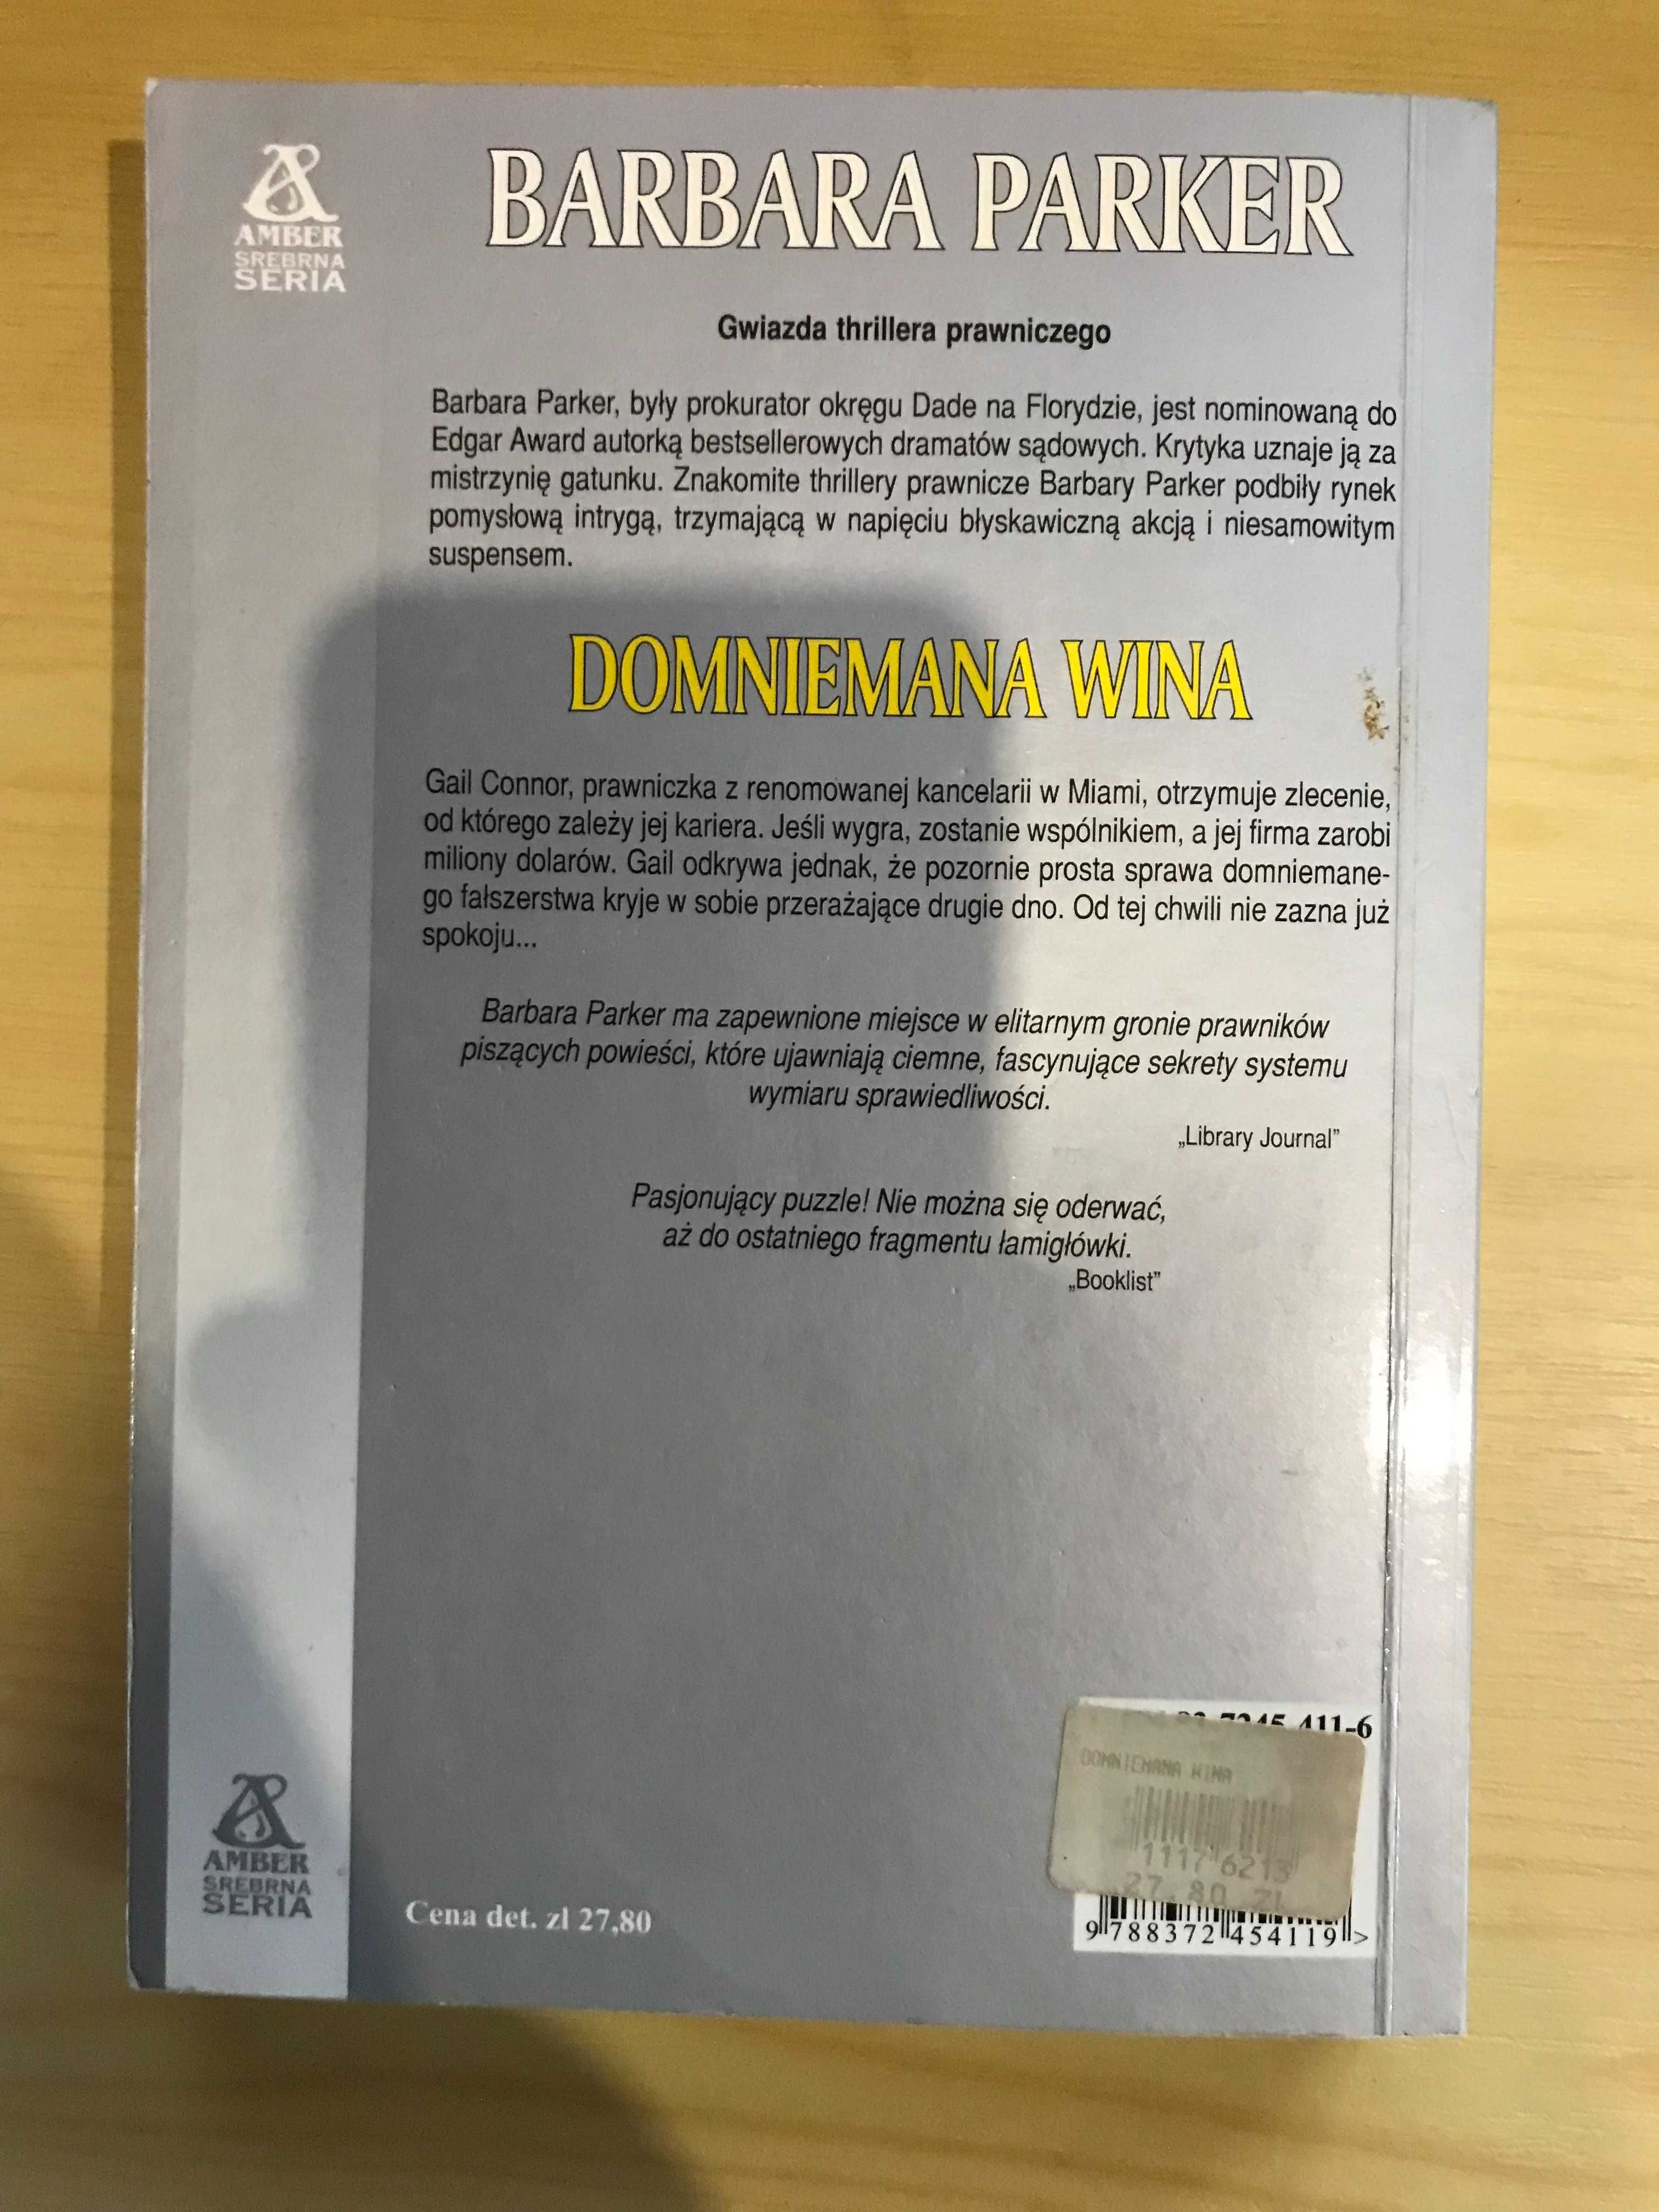 AMBER
SREBRNA
SERIA
BARBARA PARKER
Gwiazda thrillera prawniczego
Barbara Parker, były prokurator okręgu Dade na Florydzie, jest nominowaną do
Edgar Award autorką bestsellerowych dramatów sądowych. Krytyka uznaje ją za
mistrzynię gatunku. Znakomite thrillery prawnicze Barbary Parker podbiły rynek
pomysłową intrygą, trzymającą w napięciu błyskawiczną akcją i niesamowitym
suspensem.
DOMNIEMANA WINA
Gail Connor, prawniczka z renomowanej kancelarii w Miami, otrzymuje zlecenie,
od którego zależy jej kariera. Jeśli wygra, zostanie wspólnikiem, a jej firma zarobi
miliony dolarów. Gail odkrywa jednak, że pozornie prosta sprawa domniemane-
go fałszerstwa kryje w sobie przerażające drugie dno. Od tej chwili nie zazna już
spokoju...
Barbara Parker ma zapewnione miejsce w elitarnym gronie prawników
piszących powieści, które ujawniają ciemne, fascynujące sekrety systemu
wymiaru sprawiedliwości.
„Library Journal”
Pasjonujący puzzle! Nie można się oderwać,
aż do ostatniego fragmentu łamigłówki.
„Booklist”
7245 411-6
DOMNIEMANA WINA
11176213
27.80 ZL
9 788372 454119 >
AMBER
SREBRNA
SERIA
Cena det. zl 27,80